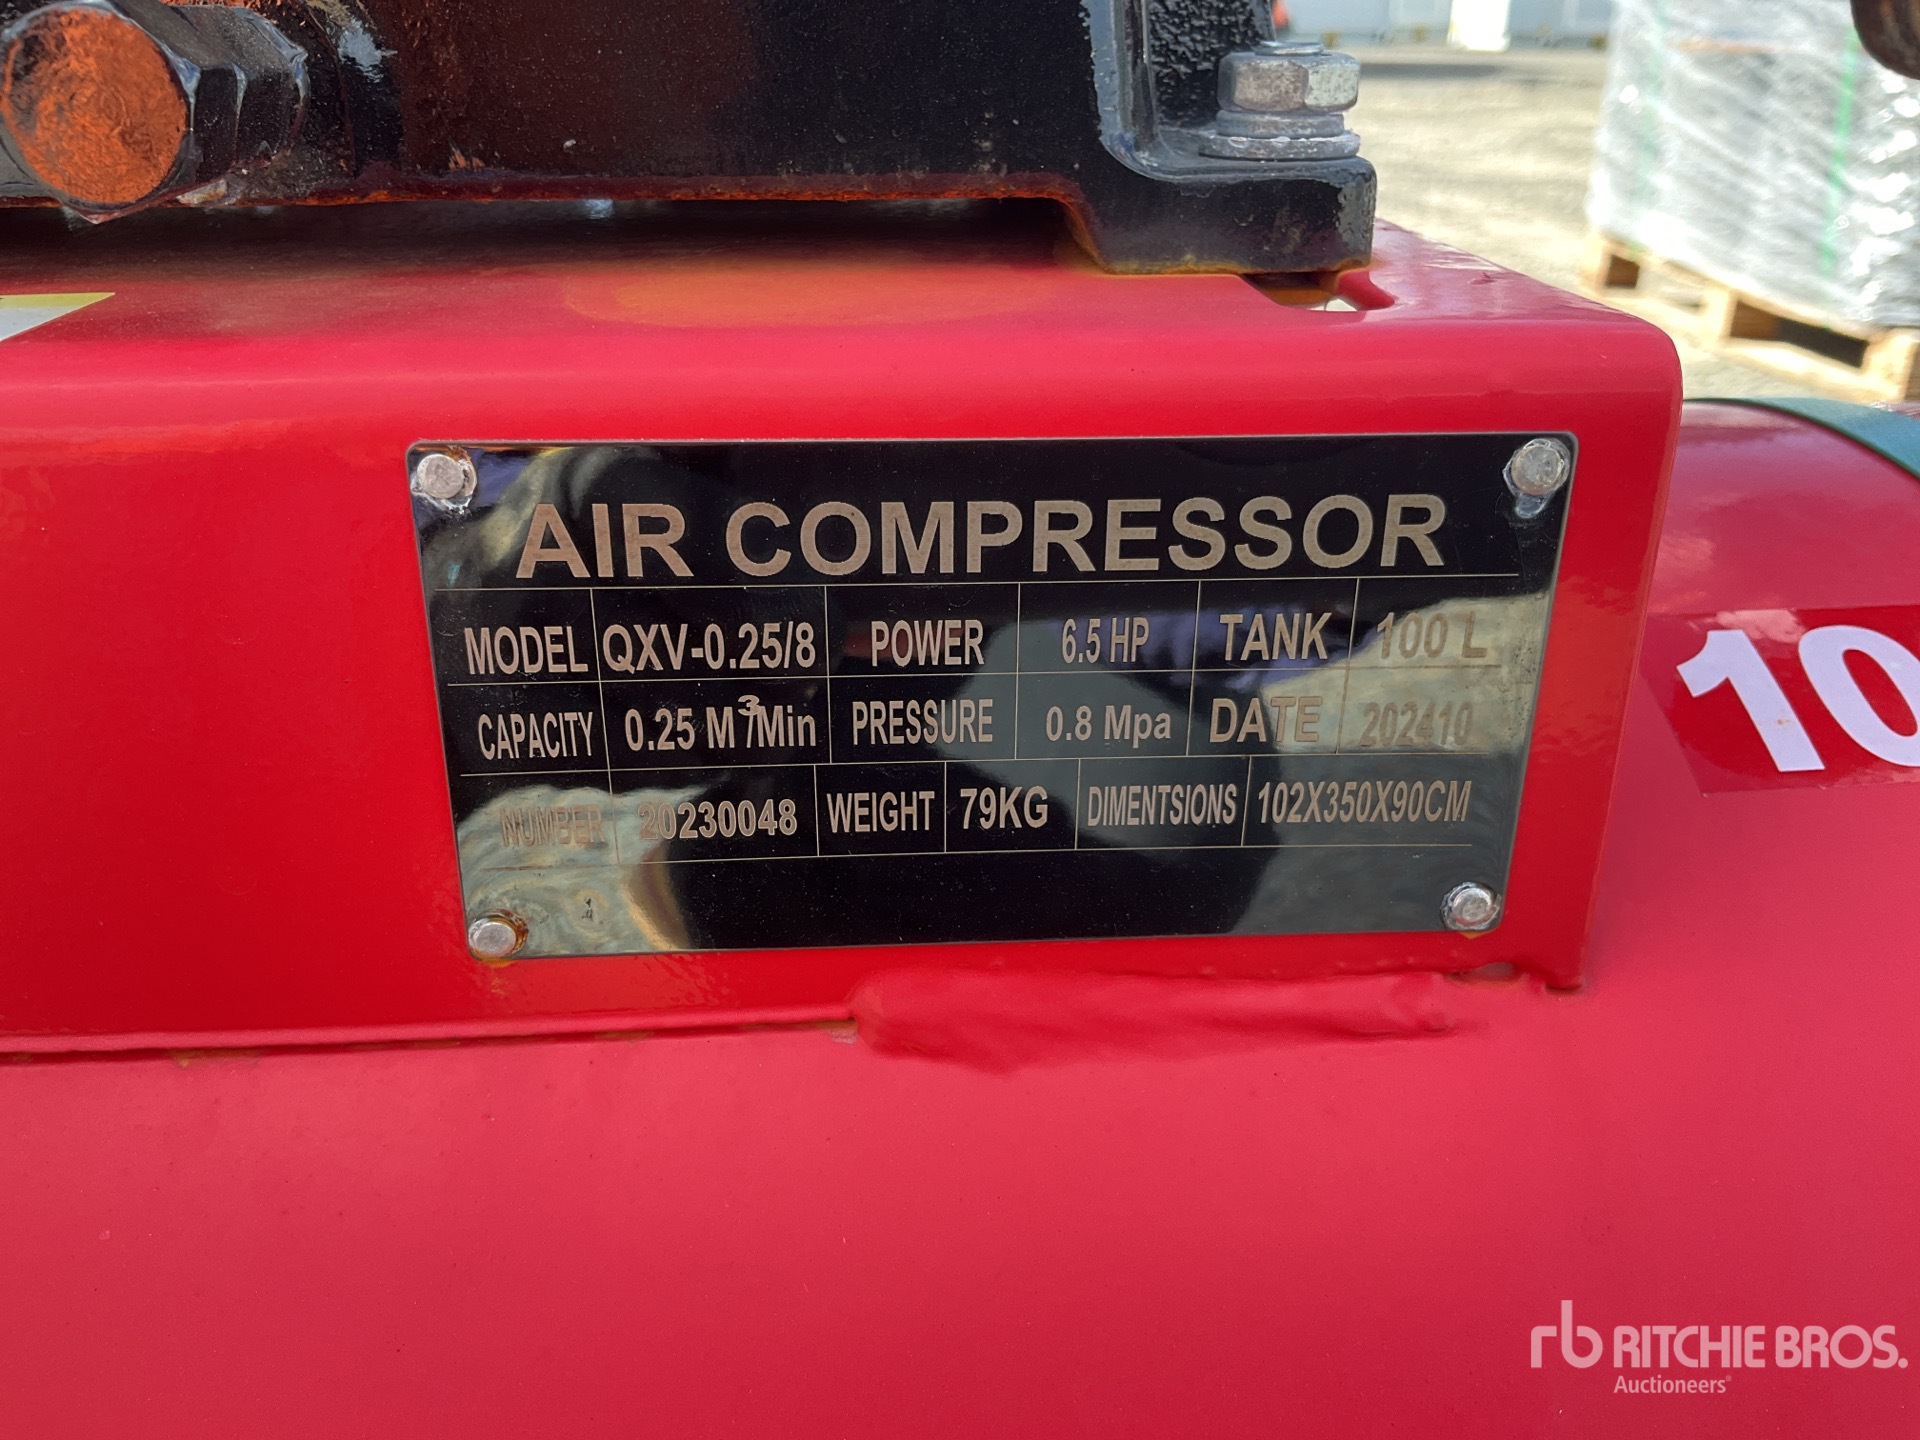 AIR COMPRESSOR
MODEL QXV-0.25/8 POWER 6.5 HP TANK 100 L
CAPACITY 0.25 M³/Min PRESSURE 0.8 Mpa DATE 202410
NUMBER 20230048 WEIGHT 79KG DIMENTSIONS 102X350X90CM
10
rb RITCHIE BROS.
Auctioneers